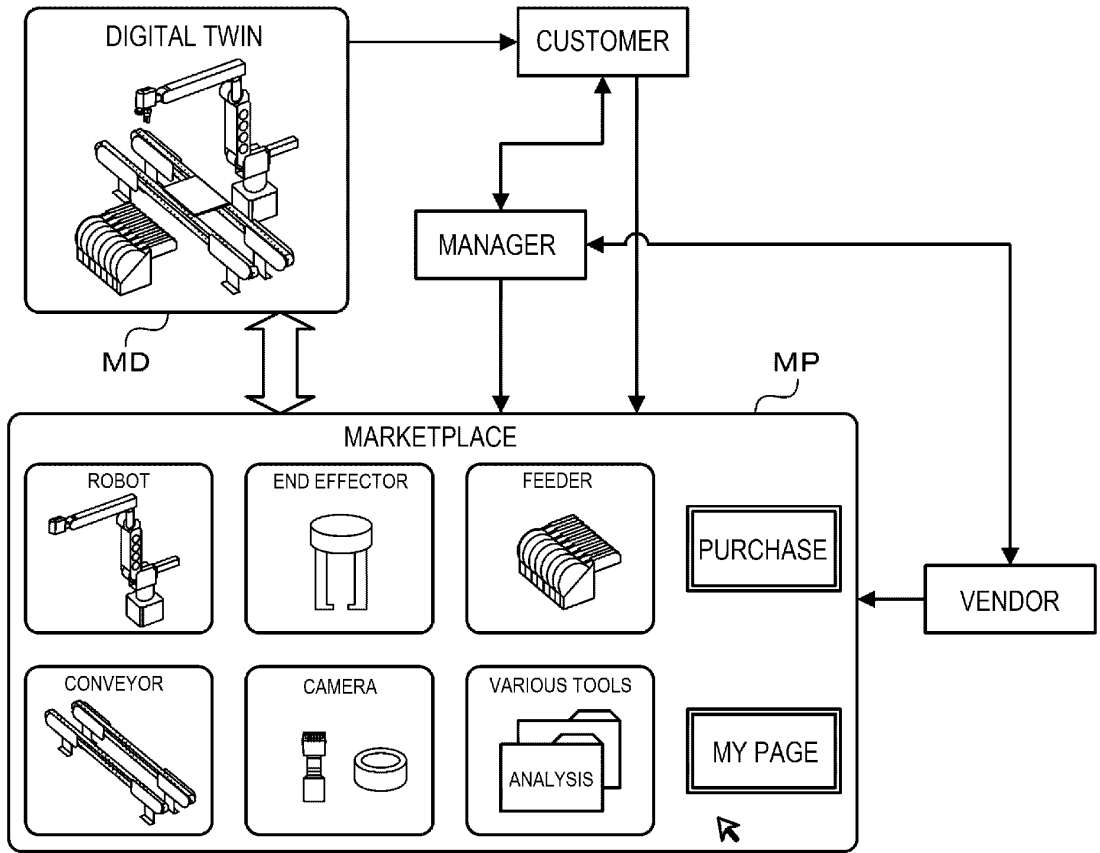 DIGITAL TWIN
CUSTOMER
MANAGER
MD
MP
MARKETPLACE
ROBOT
END EFFECTOR
FEEDER
PURCHASE
VENDOR
CONVEYOR
CAMERA
VARIOUS TOOLS
ANALYSIS
MY PAGE